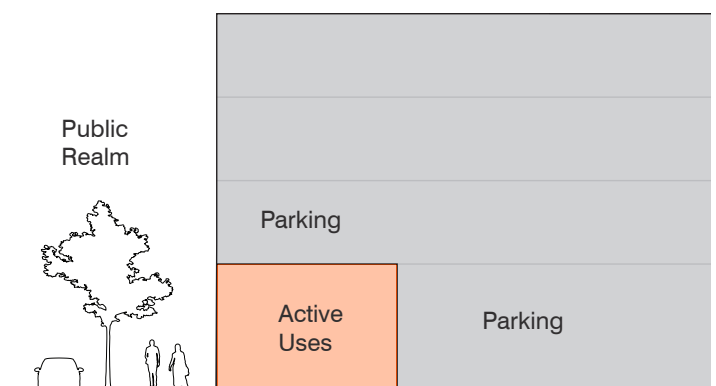 Public
Realm
Parking
Active
Uses
Parking